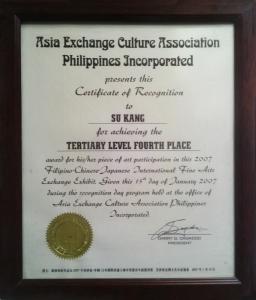 Asia Exchange Culture Association
Philippines Incorporated
presents this
Certificate of Recognition
to
SU KANG
for achieving the
TERTIARY LEVEL FOURTH PLACE
award for his/her piece of art participation in this 2007
Filipino-Chinese-Japanese International Fine Arts
Exchange Exhibit. Given this 15th day of January 2007
during the recognition day program held at the office of
Asia Exchange Culture Association Philippines
Incorporated.
PRESIDENT